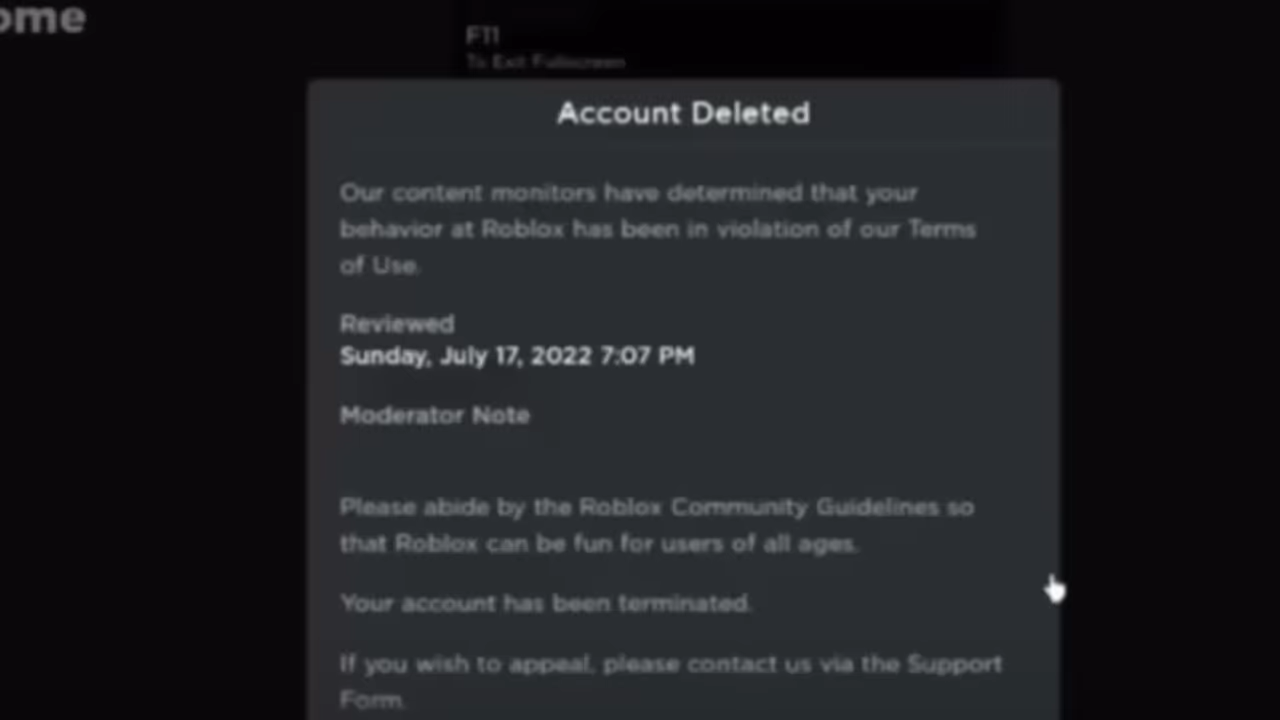 ome
F11
To Exit Fullscreen
Account Deleted
Our content monitors have determined that your
behavior at Roblox has been in violation of our Terms
of Use.
Reviewed
Sunday, July 17, 2022 7:07 PM
Moderator Note
Please abide by the Roblox Community Guidelines so
that Roblox can be fun for users of all ages.
Your account has been terminated.
If you wish to appeal, please contact us via the Support
Form.